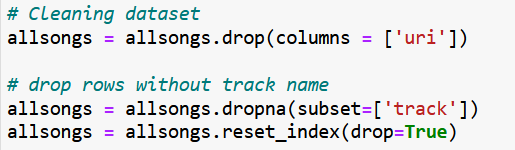 # Cleaning dataset
allsongs = allsongs.drop(columns = ['uri'])
# drop rows without track name
allsongs = allsongs.dropna(subset=['track'])
allsongs = allsongs.reset_index(drop=True)